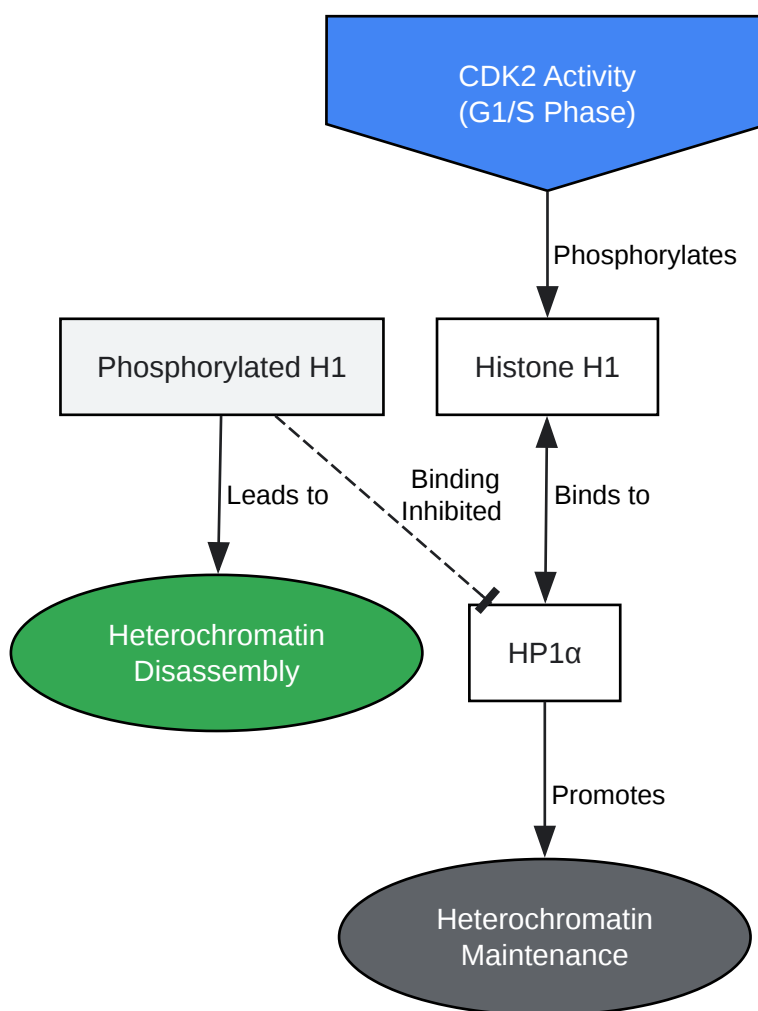 CDK2 Activity
(G1/S Phase)
Phosphorylates
Phosphorylated H1
Histone H1
Leads to
Binding
Inhibited
Binds to
Heterochromatin
Disassembly
HP1α
Promotes
Heterochromatin
Maintenance